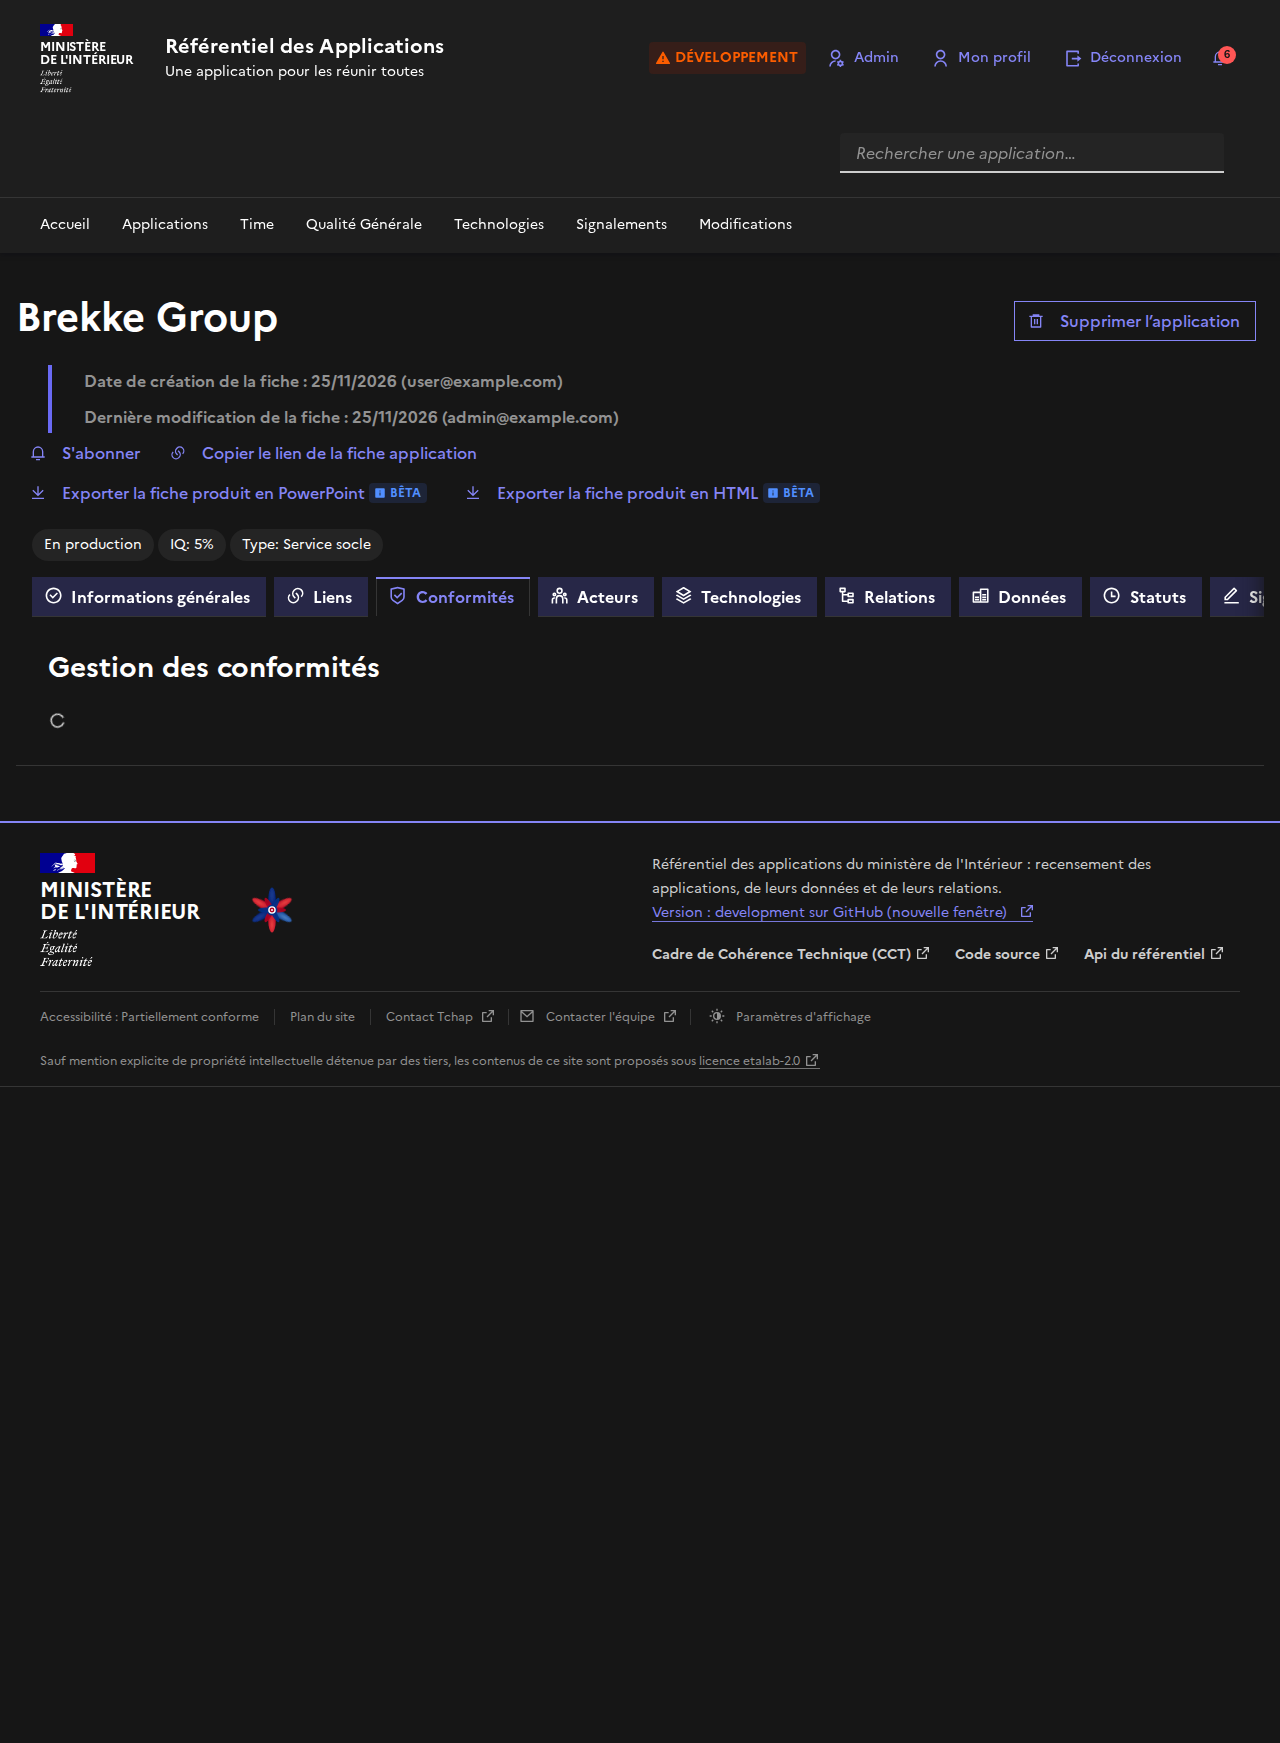 MINISTÈRE
DE L'INTÉRIEUR
Liberté
Égalité
Fraternité
Référentiel des Applications
Une application pour les réunir toutes
DÉVELOPPEMENT
Admin
Mon profil
Déconnexion
6
Rechercher une application...
Accueil
Applications
Time
Qualité Générale
Technologies
Signalements
Modifications
Brekke Group
Supprimer l’application
Date de création de la fiche : 25/11/2026 (user@example.com)
Dernière modification de la fiche : 25/11/2026 (admin@example.com)
S'abonner
Copier le lien de la fiche application
Exporter la fiche produit en PowerPoint BÊTA
Exporter la fiche produit en HTML BÊTA
En production
IQ: 5%
Type: Service socle
Informations générales
Liens
Conformités
Acteurs
Technologies
Relations
Données
Statuts
Gestion des conformités
MINISTÈRE
DE L'INTÉRIEUR
Liberté
Égalité
Fraternité
Référentiel des applications du ministère de l'Intérieur : recensement des
applications, de leurs données et de leurs relations.
Version : development sur GitHub (nouvelle fenêtre)
Cadre de Cohérence Technique (CCT)
Code source
Api du référentiel
Accessibilité : Partiellement conforme
Plan du site
Contact Tchap
Contacter l'équipe
Paramètres d'affichage
Sauf mention explicite de propriété intellectuelle détenue par des tiers, les contenus de ce site sont proposés sous licence etalab-2.0